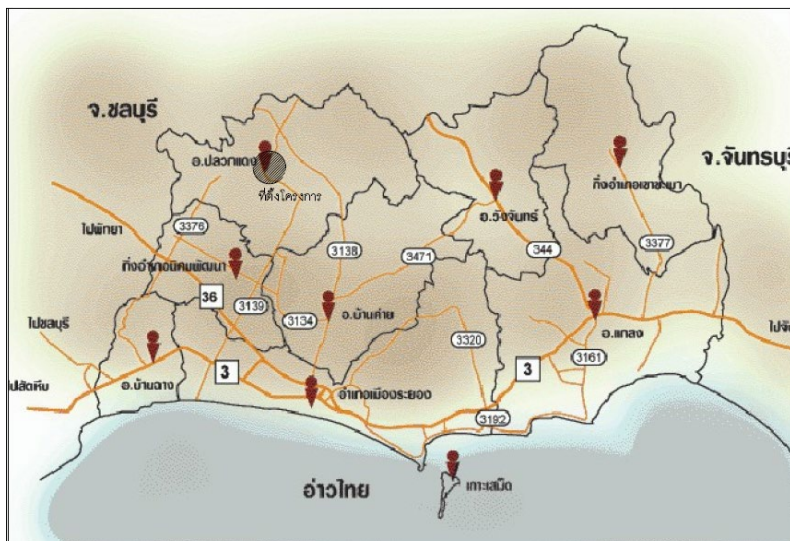 จ.ชลบุรี
จ.จันทรบุรี
อ.ปลวกแดง
ที่ตั้งโครงการ
กิ่งอำเภอเขาชะเมา
อ.วังจันทร์
ไปพัทยา
3376
3138
3471
344
3377
กิ่งอำเภอนิคมพัฒนา
36
3139
3134
อ.บ้านค่าย
3320
อ.แกลง
ไปชลบุรี
3161
3
3
อ.บ้านฉาง
อำเภอเมืองระยอง
3192
อ่าวไทย
เกาะเสม็ด